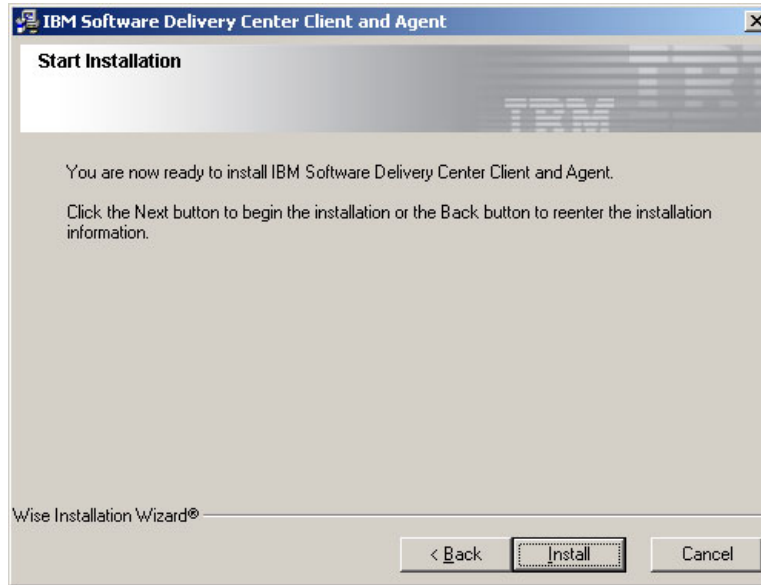 IBM Software Delivery Center Client and Agent
Start Installation
IBM
You are now ready to install IBM Software Delivery Center Client and Agent.
Click the Next button to begin the installation or the Back button to reenter the installation
information.
Wise Installation Wizard®
< Back
Install
Cancel